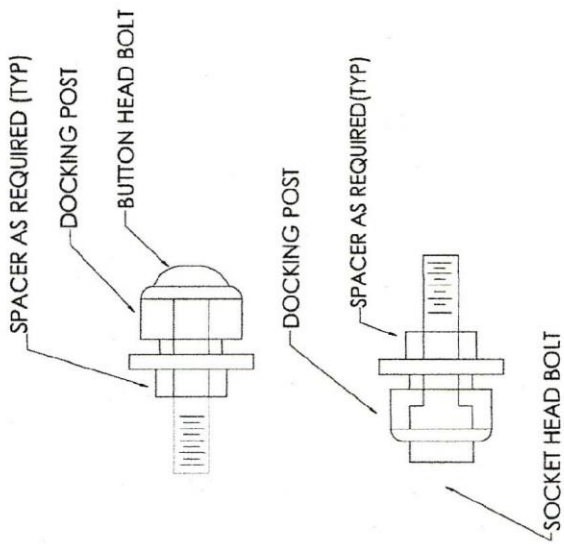 SPACER AS REQUIRED (TYP)
DOCKING POST
BUTTON HEAD BOLT
DOCKING POST
SPACER AS REQUIRED(TYP)
SOCKET HEAD BOLT